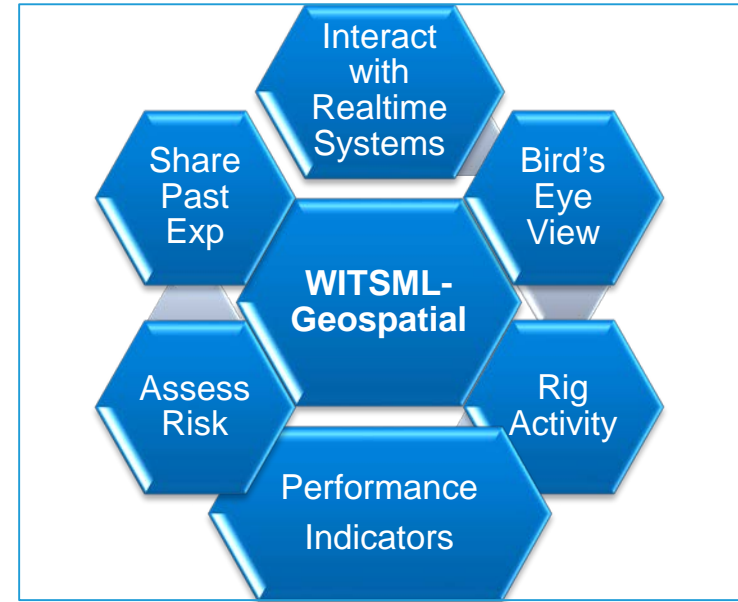 Interact
with
Realtime
Systems
Share
Past
Exp
Bird’s
Eye
View
WITSML-
Geospatial
Assess
Risk
Rig
Activity
Performance
Indicators